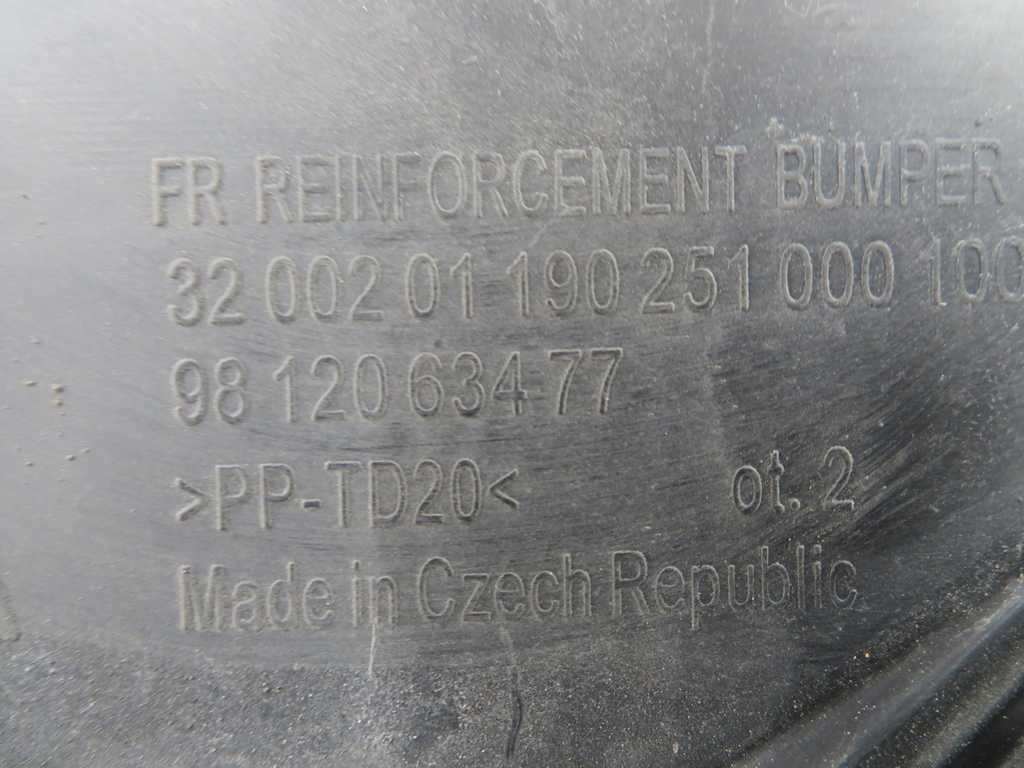 FR REINFORCEMENT BUMPER
32 002 01 190 251 000 100
98 120 634 77
>PP-TD20< ot. 2
Made in Czech Republic